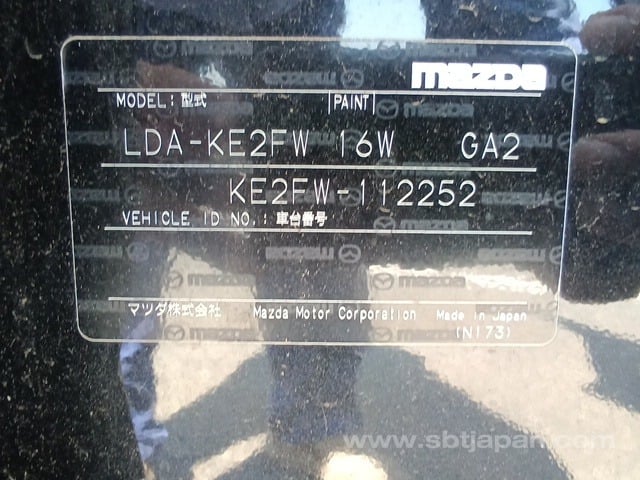 mazda
MODEL: 型式 PAINT
LDA-KE2FW 16W GA2
KE2FW-112252
VEHICLE ID NO.: 車台番号
マツダ株式会社 Mazda Motor Corporation Made in Japan
(N173)
www.sbtjapan.com